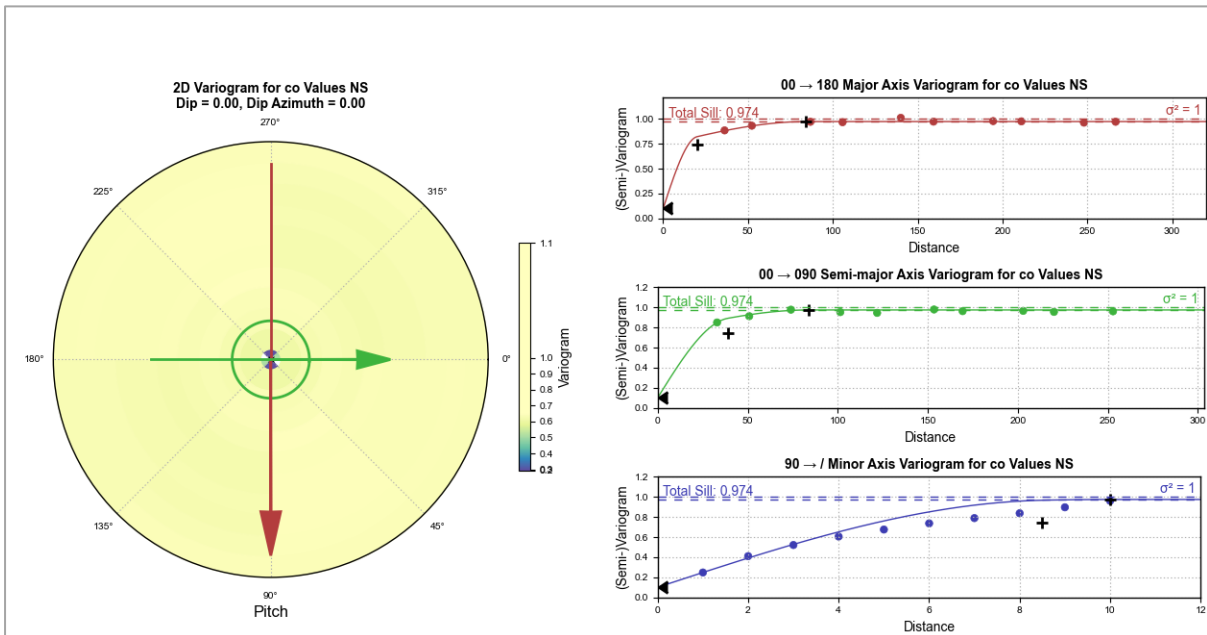 2D Variogram for co Values NS
Dip = 0.00, Dip Azimuth = 0.00
270°
225°
315°
180°
0°
135°
45°
90°
Pitch
1.1
1.0
0.9
0.8
0.7
0.6
0.5
0.4
Variogram
00 → 180 Major Axis Variogram for co Values NS
Total Sill: 0.974
σ² = 1
1.00
0.75
0.50
0.25
0.00
(Semi-)Variogram
0 50 100 150 200 250 300
Distance
00 → 090 Semi-major Axis Variogram for co Values NS
Total Sill: 0.974
σ² = 1
1.2
1.0
0.8
0.6
0.4
0.2
0.0
(Semi-)Variogram
0 50 100 150 200 250 300
Distance
90 → / Minor Axis Variogram for co Values NS
Total Sill: 0.974
σ² = 1
1.2
1.0
0.8
0.6
0.4
0.2
0.0
(Semi-)Variogram
0 2 4 6 8 10 12
Distance